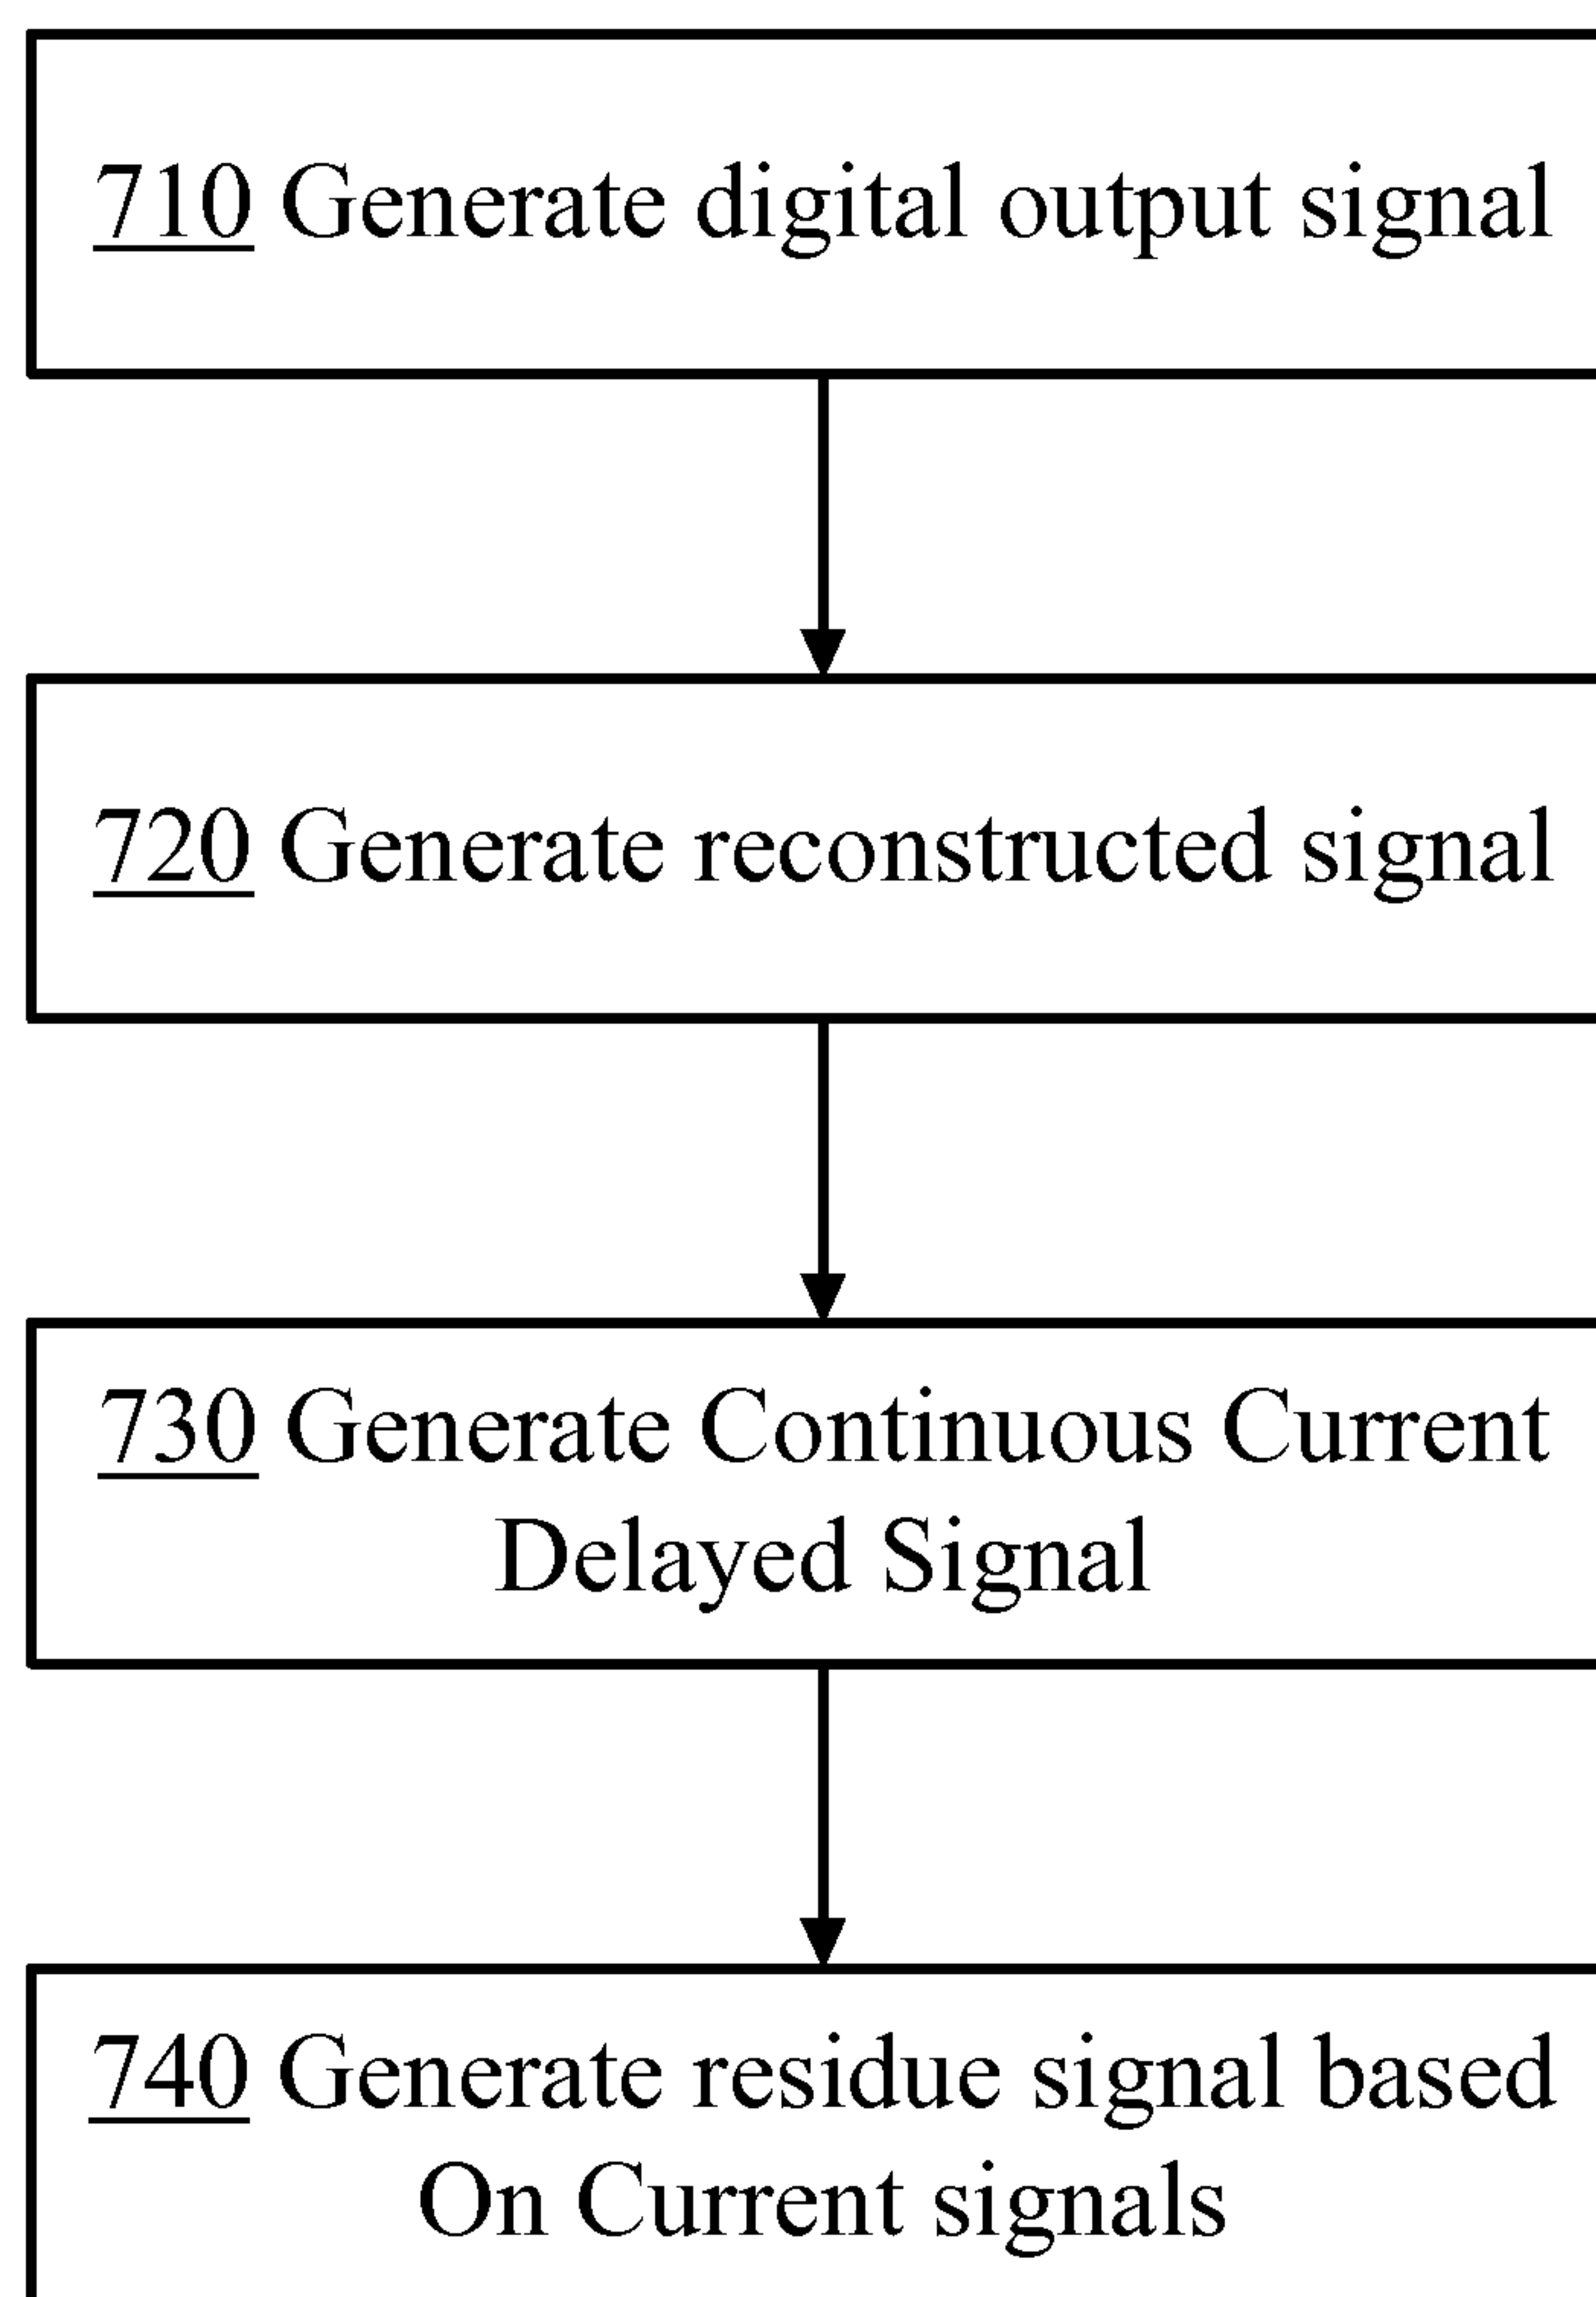 710 Generate digital output signal
720 Generate reconstructed signal
730 Generate Continuous Current
Delayed Signal
740 Generate residue signal based
On Current signals